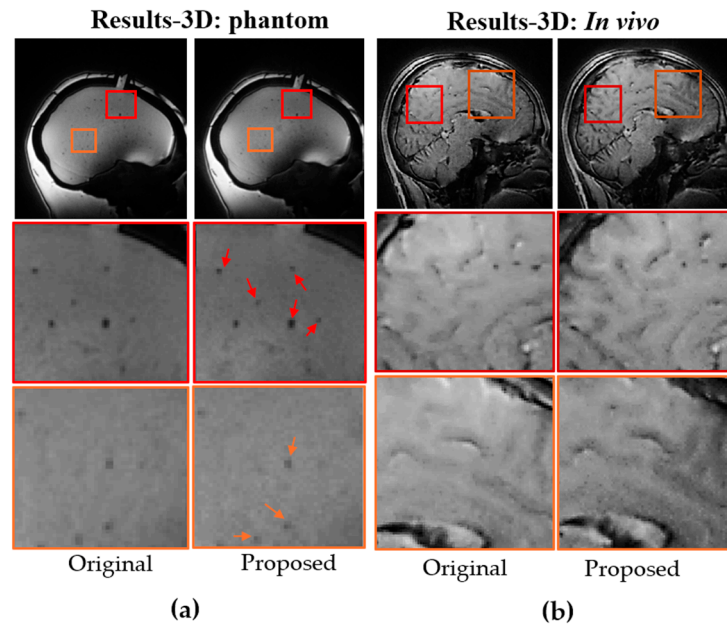 Results-3D: phantom
Results-3D: In vivo
Original
Proposed
Original
Proposed
(a)
(b)